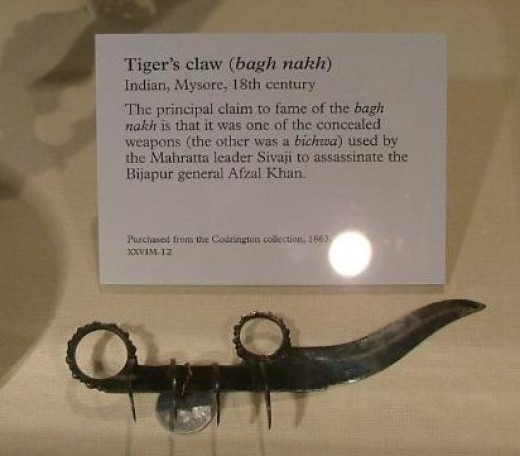 Tiger's claw (bagh nakh)
Indian, Mysore, 18th century
The principal claim to fame of the bagh
nakh is that it was one of the concealed
weapons (the other was a bichwa) used by
the Mahratta leader Sivaji to assassinate the
Bijapur general Afzal Khan.
Purchased from the Codrington collection, 1863.
XXVIM.12